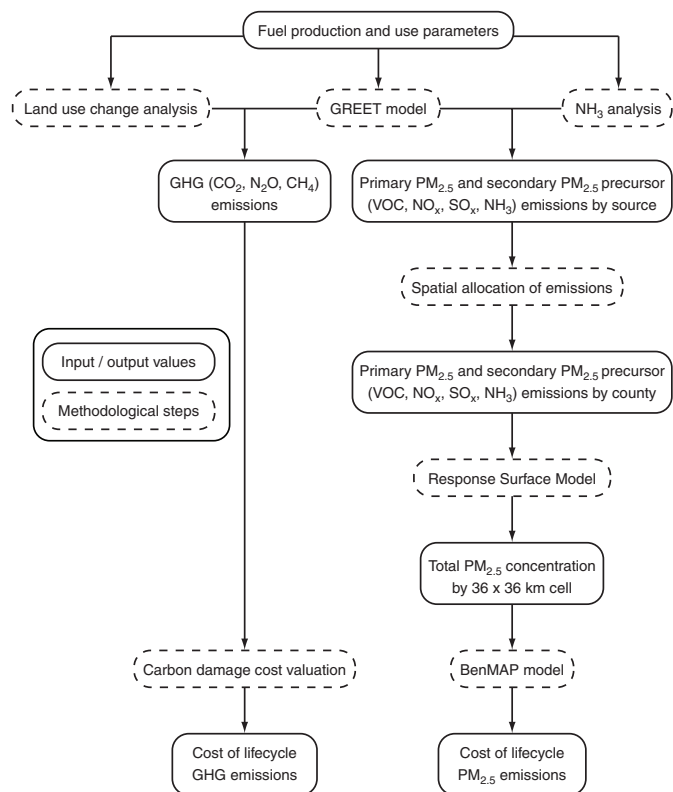 Fuel production and use parameters
Land use change analysis
GREET model
NH₃ analysis
GHG (CO₂, N₂O, CH₄)
emissions
Primary PM₂.₅ and secondary PM₂.₅ precursor
(VOC, NOₓ, SOₓ, NH₃) emissions by source
Spatial allocation of emissions
Input / output values
Methodological steps
Primary PM₂.₅ and secondary PM₂.₅ precursor
(VOC, NOₓ, SOₓ, NH₃) emissions by county
Response Surface Model
Total PM₂.₅ concentration
by 36 x 36 km cell
Carbon damage cost valuation
BenMAP model
Cost of lifecycle
GHG emissions
Cost of lifecycle
PM₂.₅ emissions